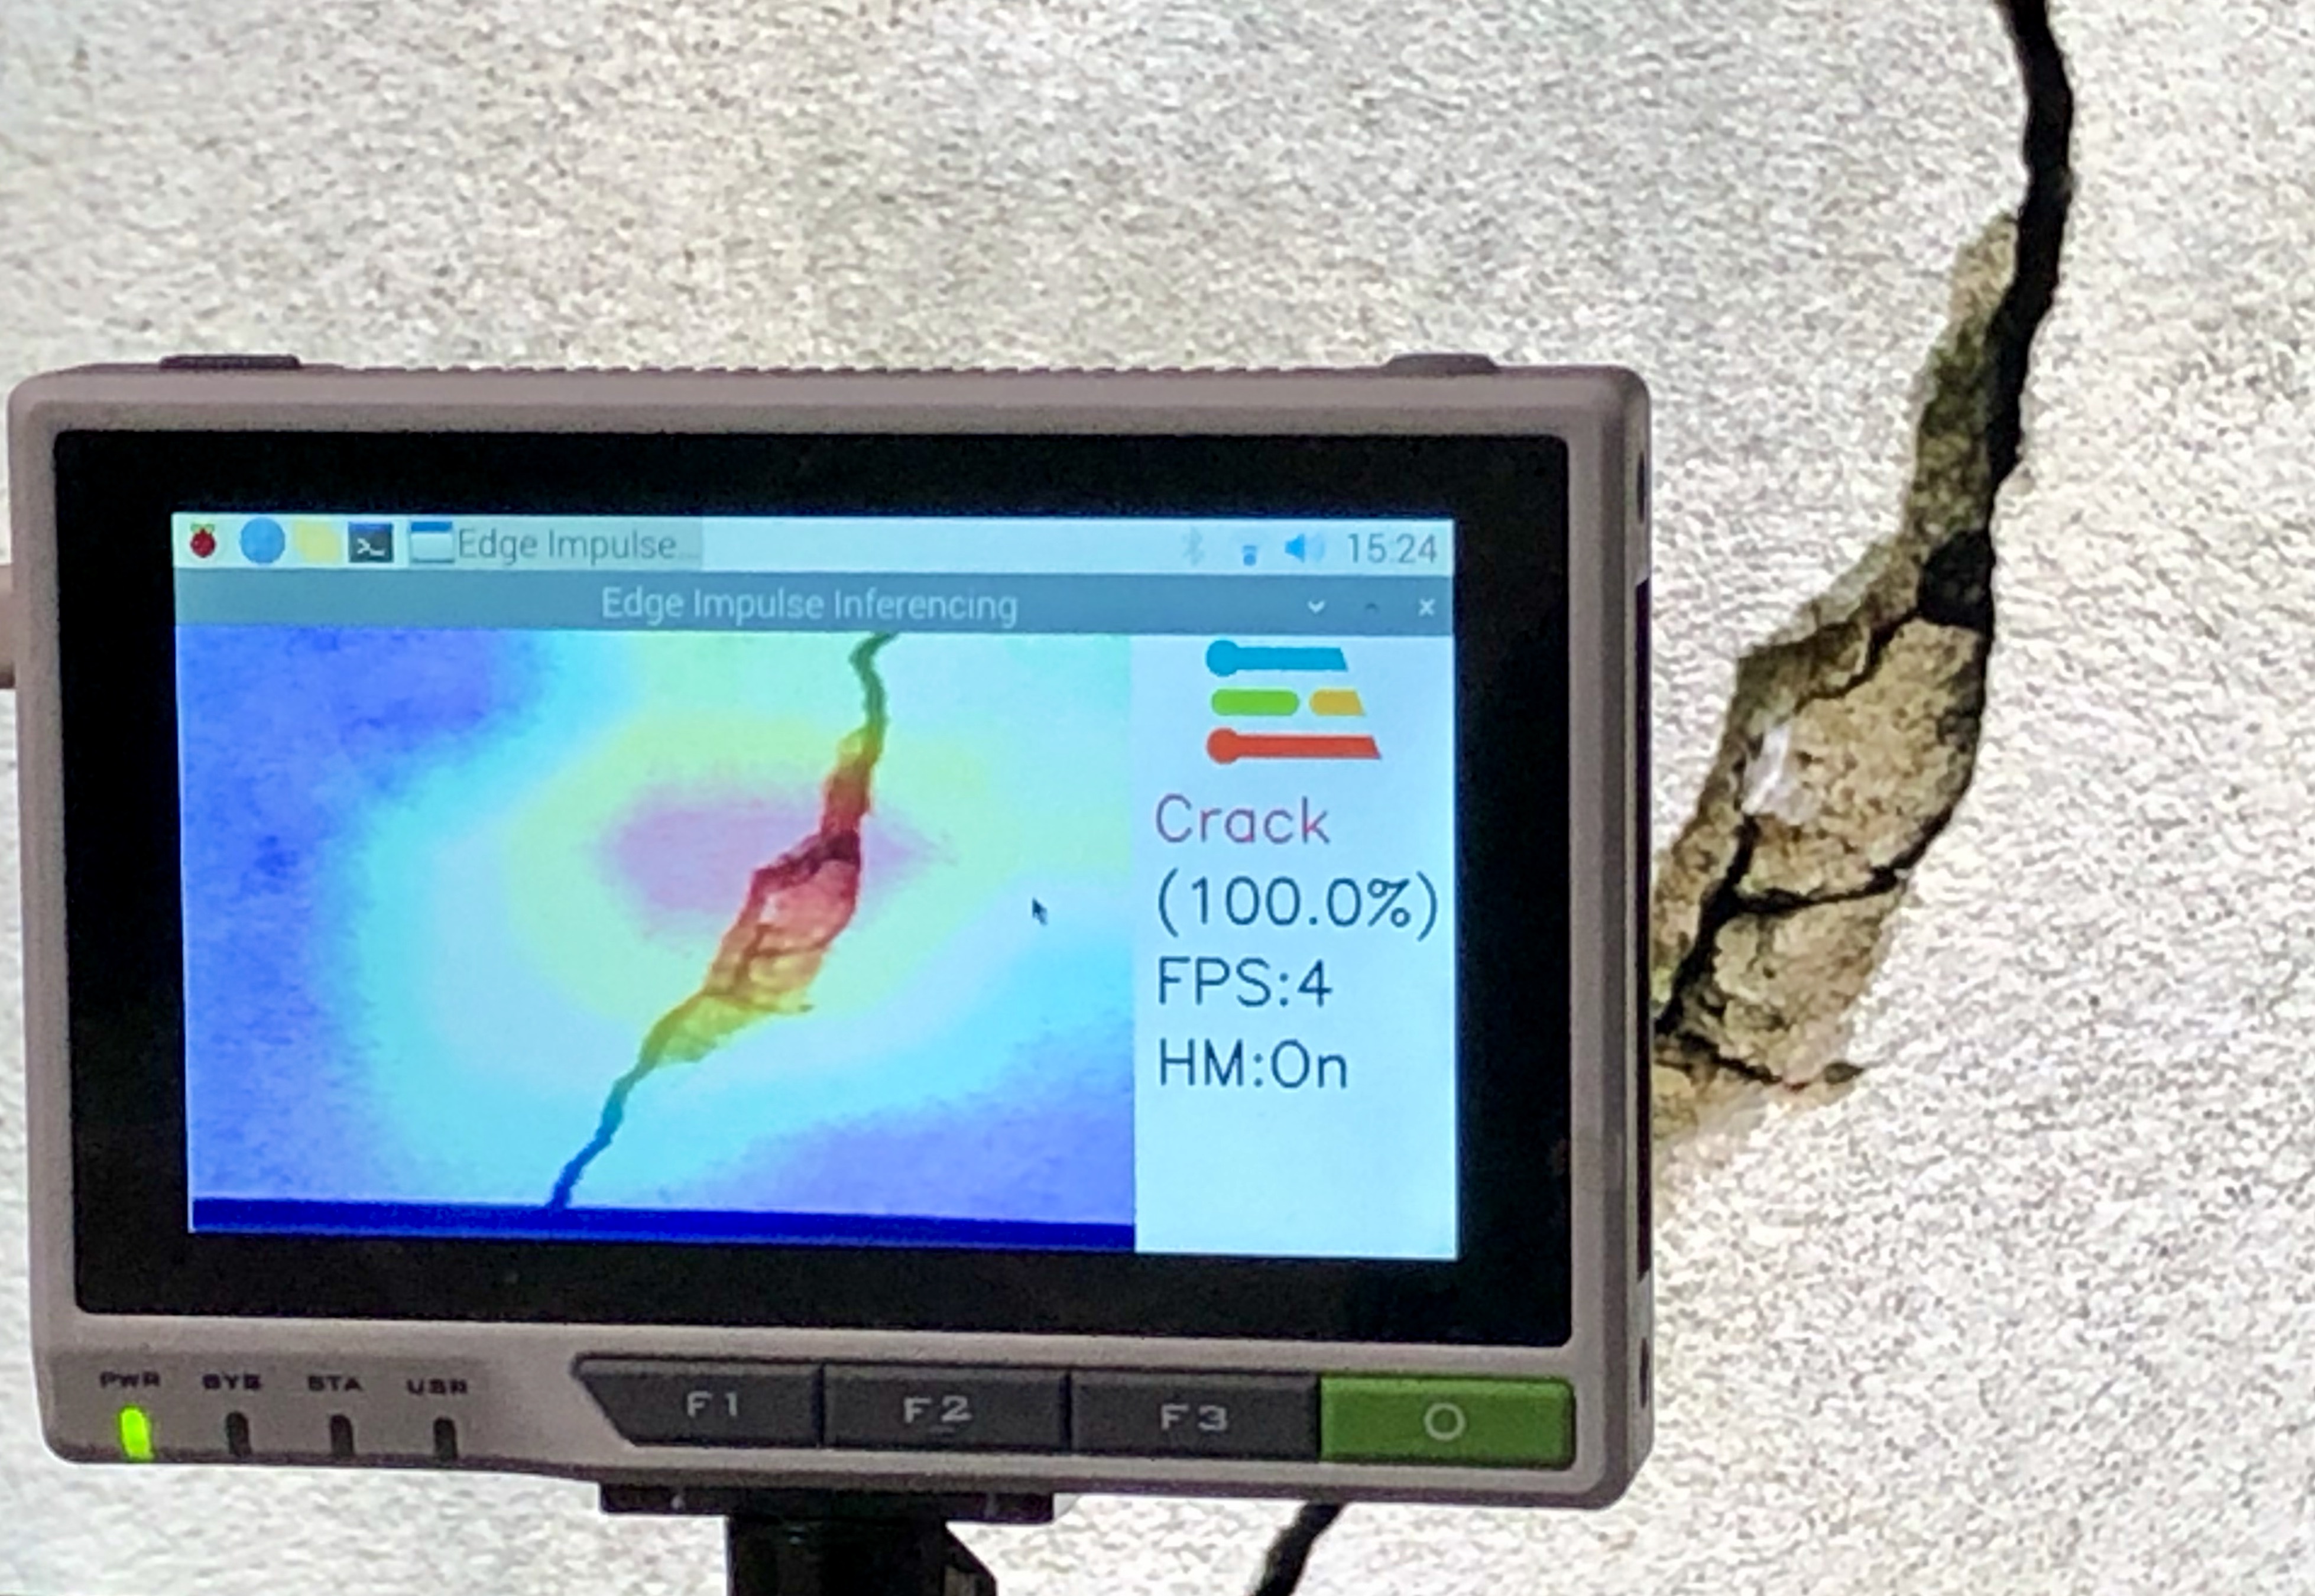 Edge Impulse...
15:24
Edge Impulse Inferencing
Crack
(100.0%)
FPS:4
HM:On
PWR
STA
USR
F1
F2
F3
O